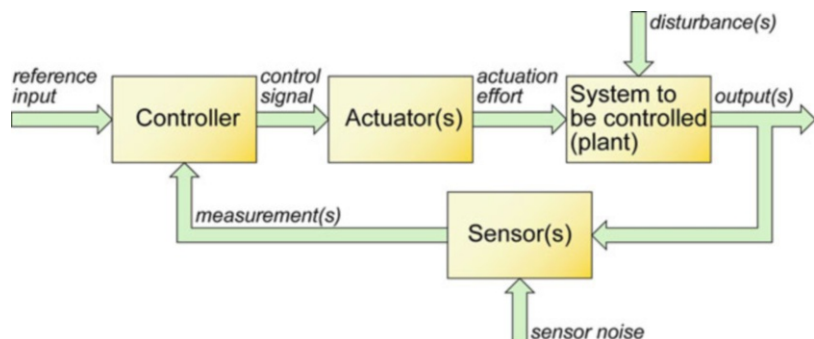 disturbance(s)
reference
input
Controller
control
signal
Actuator(s)
actuation
effort
System to
be controlled
(plant)
output(s)
measurement(s)
Sensor(s)
sensor noise